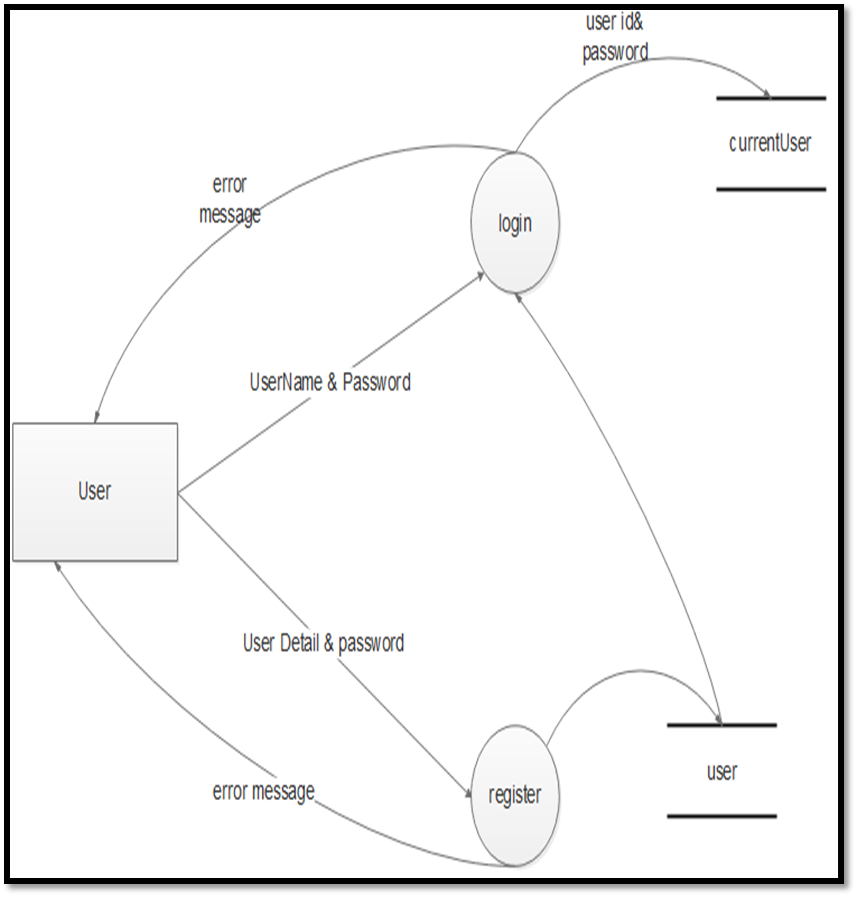 user id&
password
currentUser
error
message
login
UserName & Password
User
User Detail & password
user
error message
register